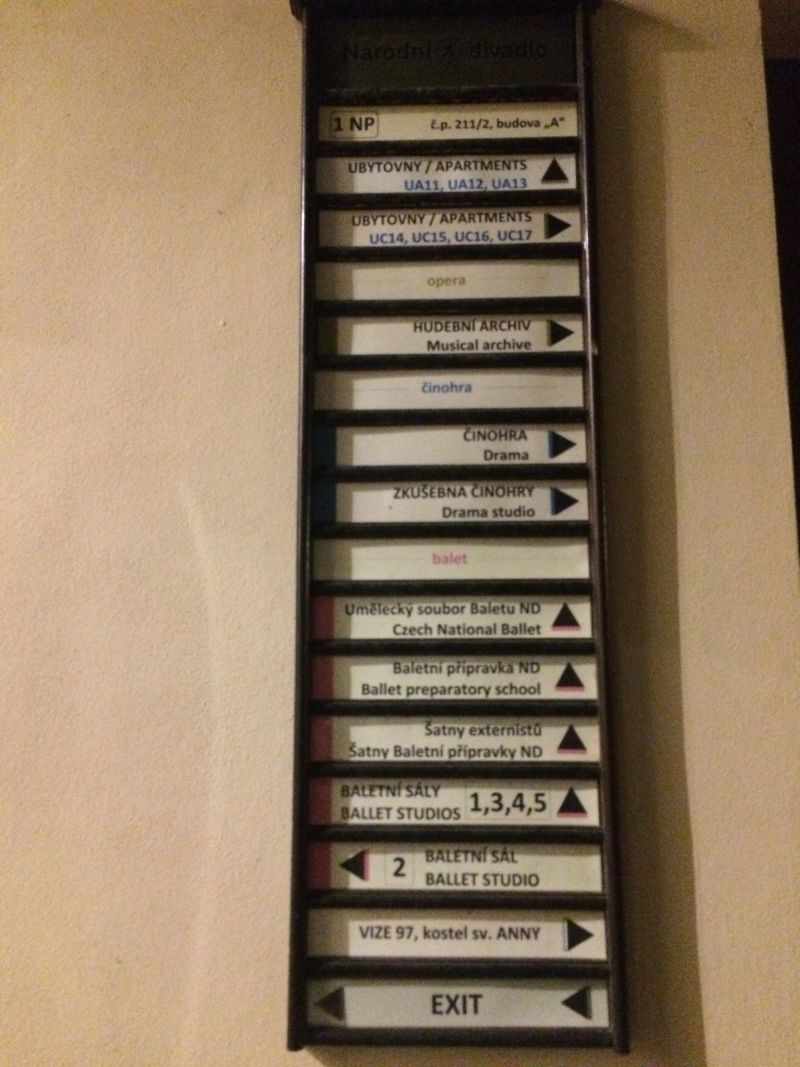 Národní divadlo
1 NP č.p. 211/2, budova „A"
UBYTOVNY / APARTMENTS
UA11, UA12, UA13
UBYTOVNY / APARTMENTS
UC14, UC15, UC16, UC17
opera
HUDEBNÍ ARCHIV
Musical archive
činohra
ČINOHRA
Drama
ZKUŠEBNA ČINOHRY
Drama studio
balet
Umělecký soubor Baletu ND
Czech National Ballet
Baletní přípravka ND
Ballet preparatory school
Šatny externistů
Šatny Baletní přípravky ND
BALETNÍ SÁLY
BALLET STUDIOS
1,3,4,5
2
BALETNÍ SÁL
BALLET STUDIO
VIZE 97, kostel sv. ANNY
EXIT